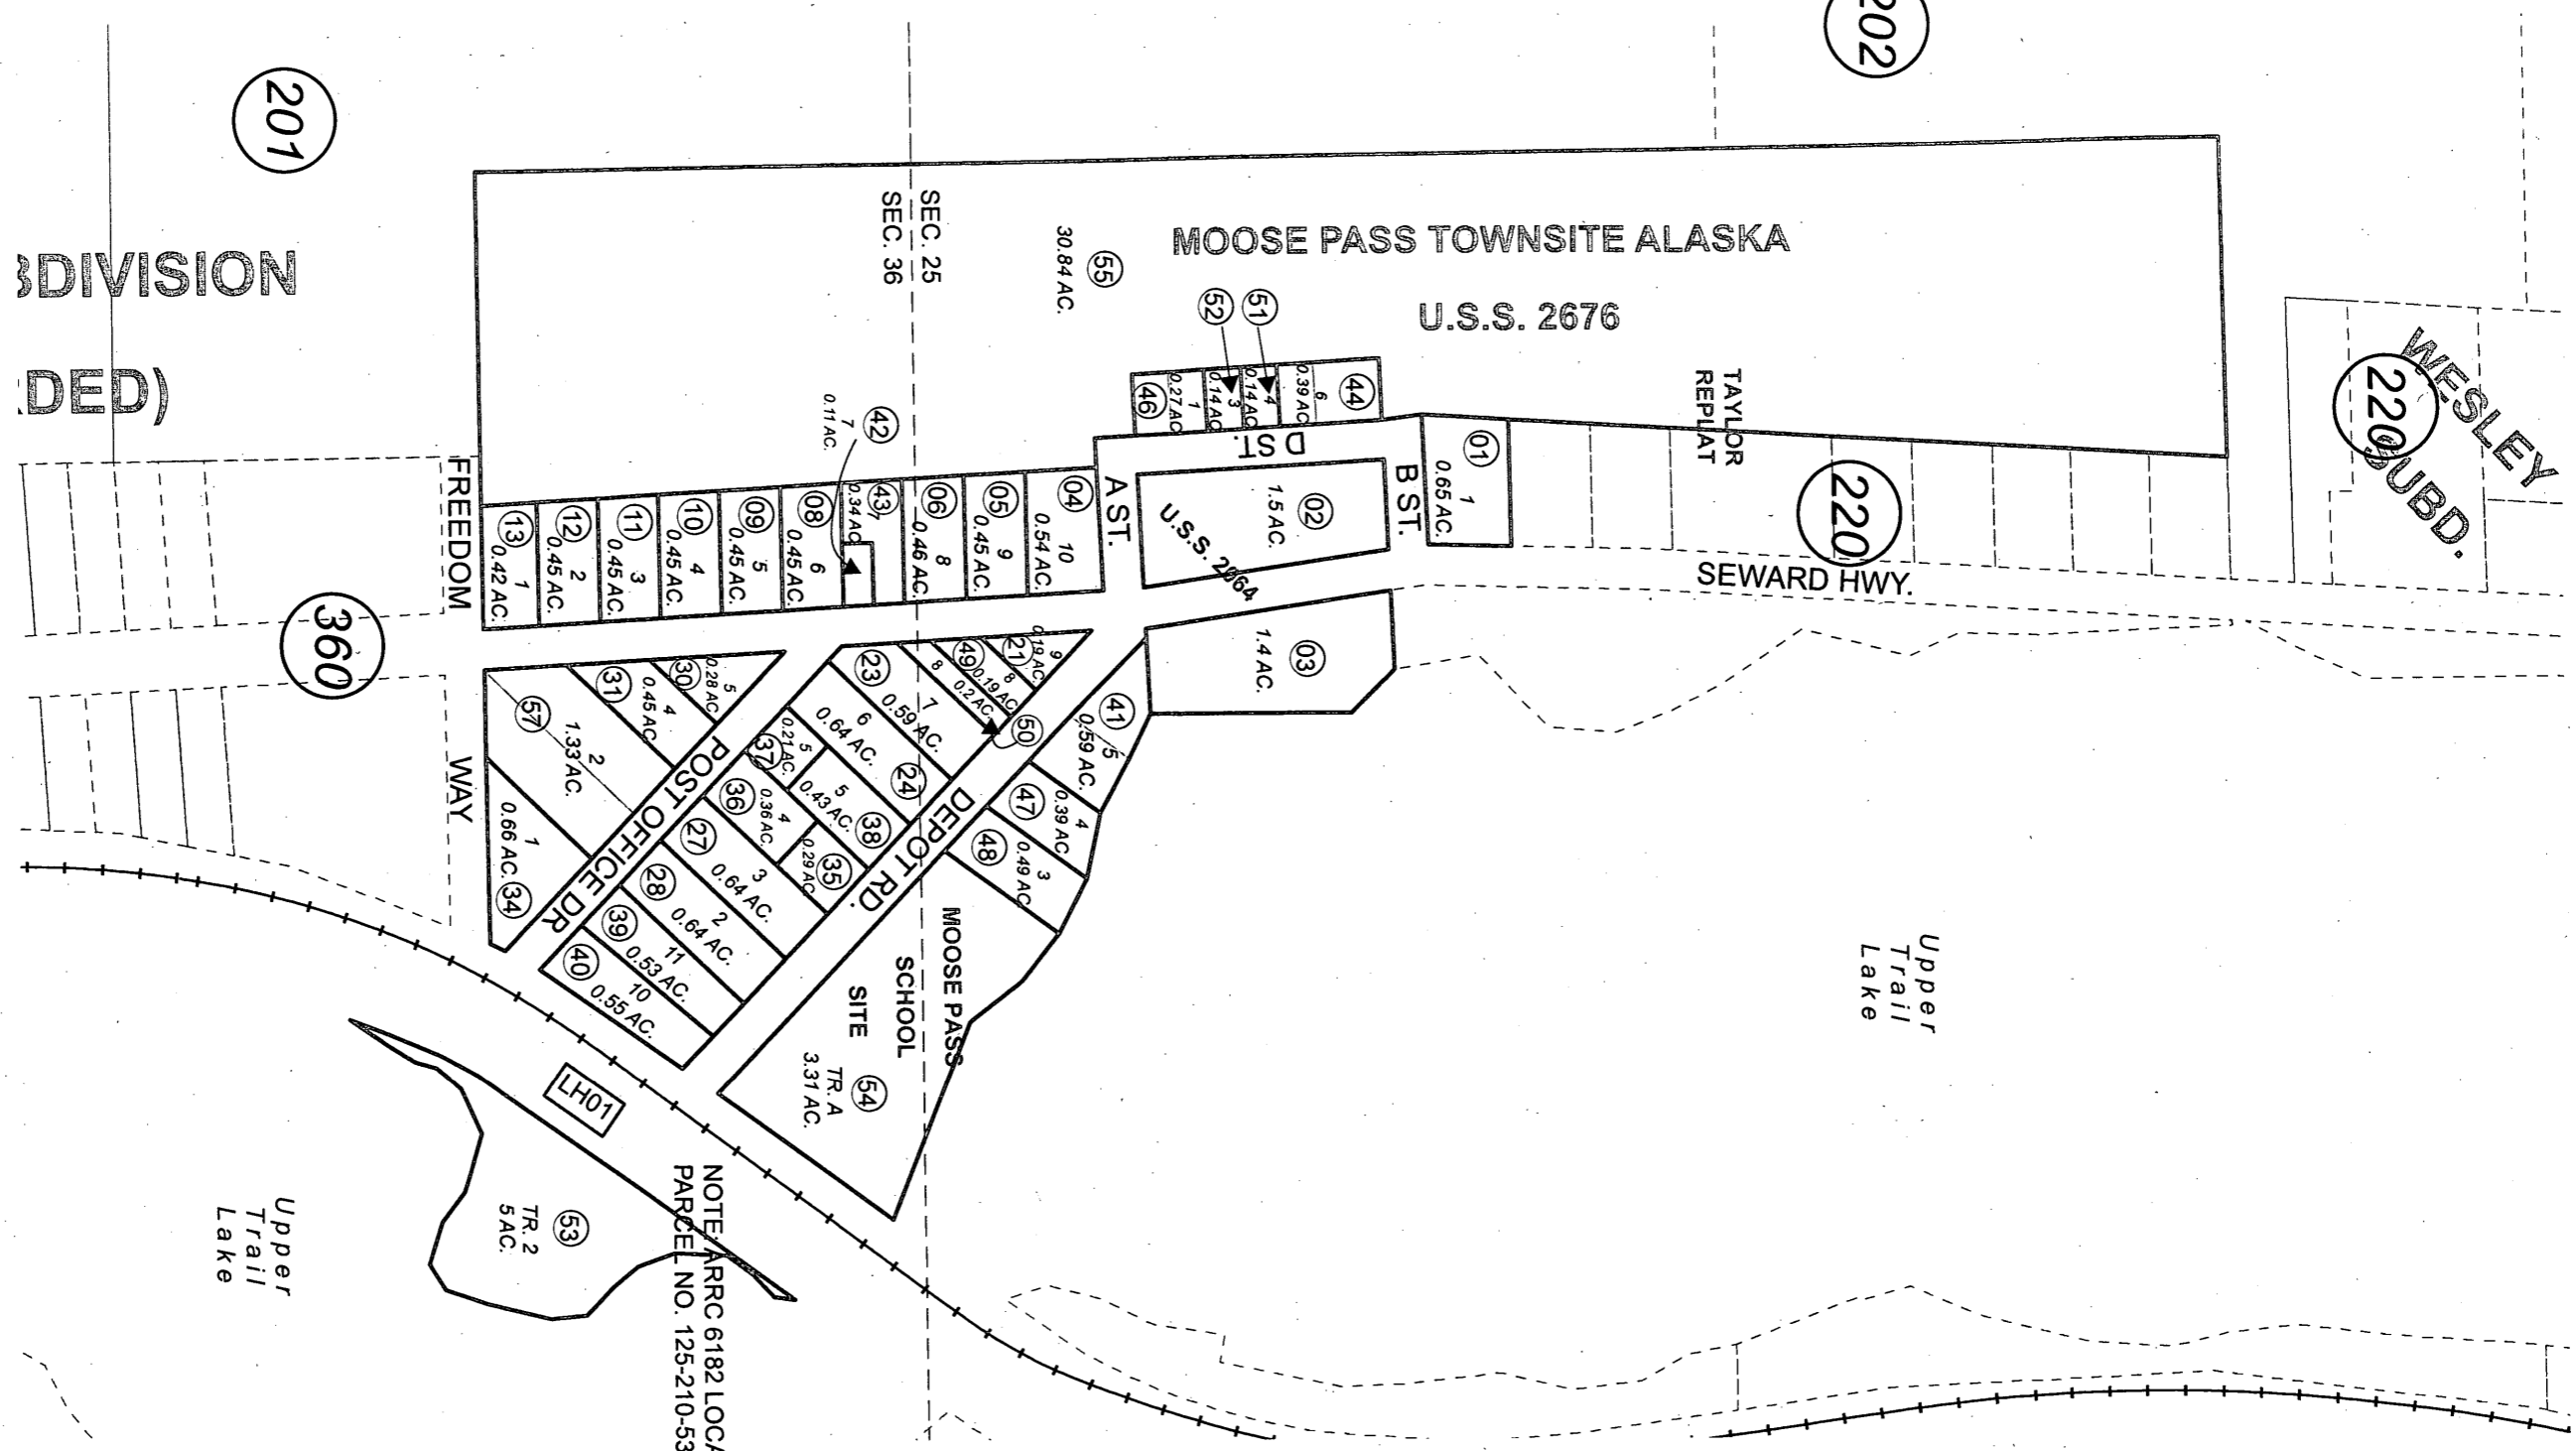 202
201
BDIVISION
DED)
SEC. 25
SEC. 36
55
30.84 AC.
MOOSE PASS TOWNSITE ALASKA
U.S.S. 2676
TAYLOR
REPLAT
WESLEY
SUBD.
220
220
51
52
44
6
0.39 AC
4
0.14 AC
3
0.14 AC
1
0.27 AC
46
D ST.
B ST.
A ST.
01
1
0.65 AC.
02
1.5 AC.
U.S.S. 2064
SEWARD HWY.
03
1.4 AC.
42
7
0.11 AC.
04
10
0.54 AC.
05
9
0.45 AC.
06
8
0.46 AC.
43
7
0.34 AC
08
6
0.45 AC.
09
5
0.45 AC.
10
4
0.45 AC.
11
3
0.45 AC.
12
2
0.45 AC.
13
1
0.42 AC.
FREEDOM
WAY
360
9
0.19 AC.
21
8
0.19 AC
49
8
0.2 AC.
50
23
7
0.59 AC.
6
0.64 AC.
24
5
0.21 AC.
37
5
0.43 AC.
38
36
4
0.36 AC.
35
0.29 AC
27
3
0.64 AC.
28
2
0.64 AC.
39
11
0.53 AC.
40
10
0.55 AC.
5
0.28 AC
30
4
0.45 AC
31
57
2
1.33 AC.
1
0.66 AC.
34
POST OFFICE DR
DEPOT RD.
41
5
0.59 AC.
47
4
0.39 AC
48
3
0.49 AC
MOOSE PASS
SCHOOL
SITE
54
TR. A
3.31 AC.
LH01
53
TR. 2
5 AC.
NOTE: ARRC 6182 LOCA
PARCEL NO. 125-210-53
Upper
Trail
Lake
Upper
Trail
Lake